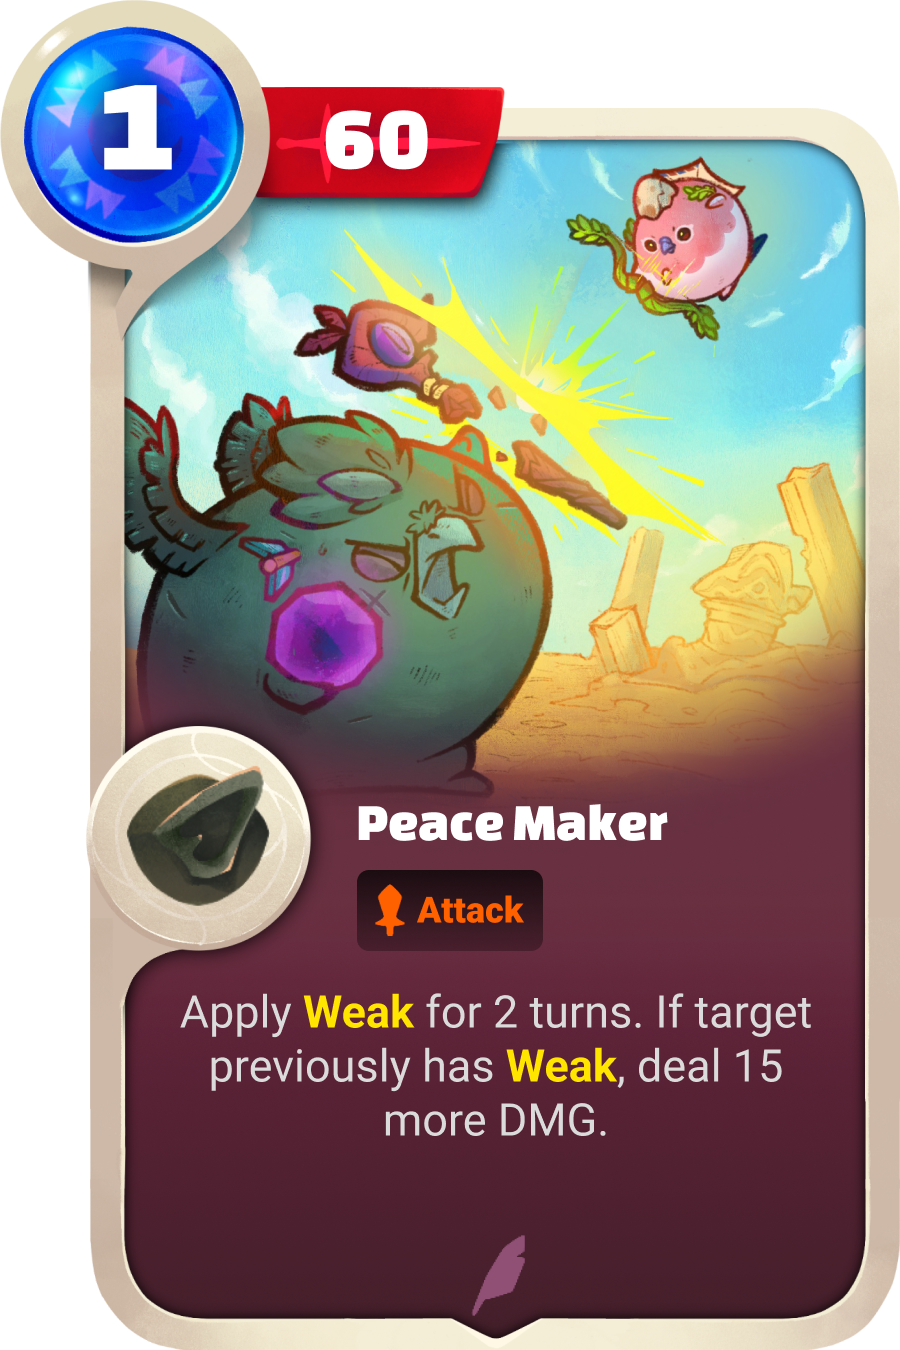 1
60
Peace Maker
Attack
Apply Weak for 2 turns. If target
previously has Weak, deal 15
more DMG.